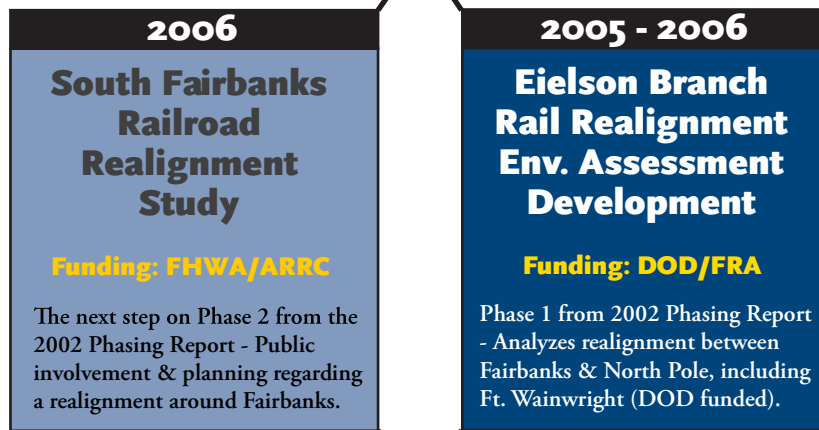 2006
South Fairbanks
Railroad
Realignment
Study
Funding: FHWA/ARRC
The next step on Phase 2 from the
2002 Phasing Report - Public
involvement & planning regarding
a realignment around Fairbanks.
2005 - 2006
Eielson Branch
Rail Realignment
Env. Assessment
Development
Funding: DOD/FRA
Phase 1 from 2002 Phasing Report
- Analyzes realignment between
Fairbanks & North Pole, including
Ft. Wainwright (DOD funded).